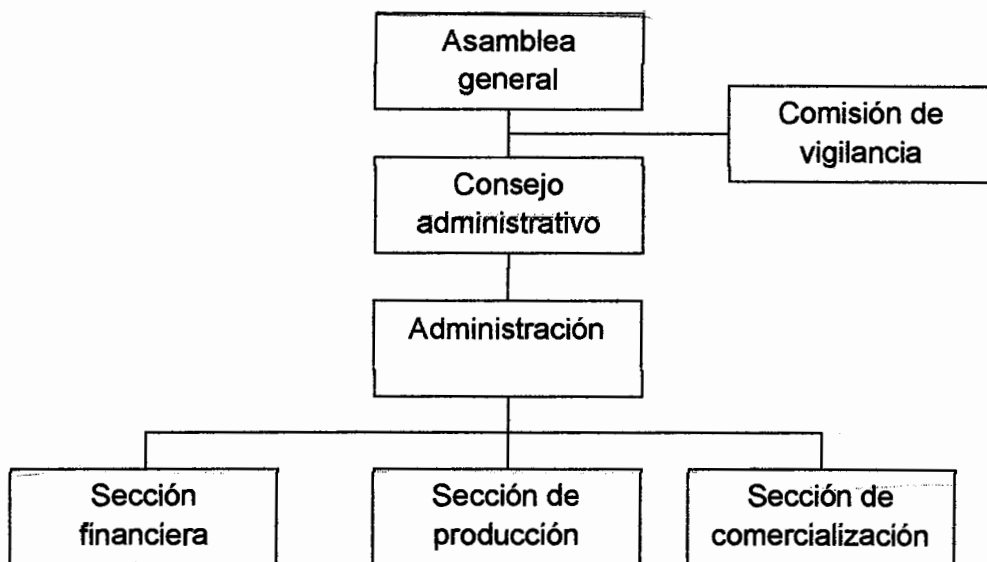 Asamblea
general
Comisión de
vigilancia
Consejo
administrativo
Administración
Sección
financiera
Sección de
producción
Sección de
comercialización